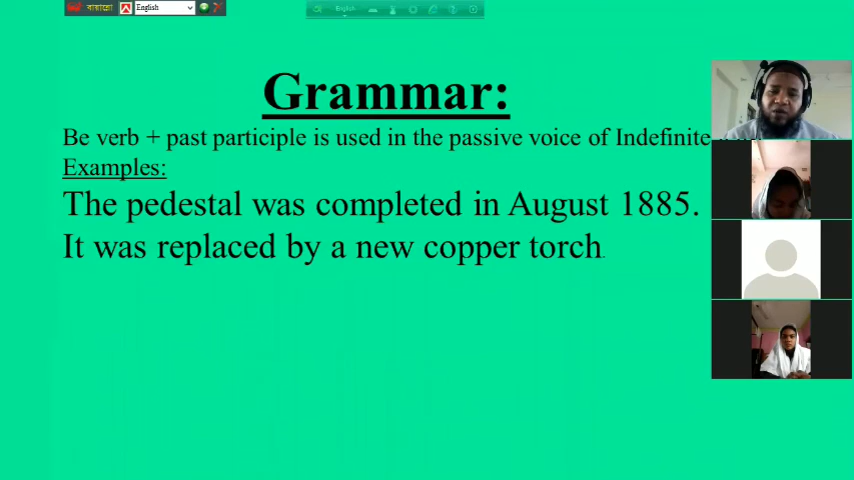 বায়ান্নো English
English
Grammar:
Be verb + past participle is used in the passive voice of Indefinite
Examples:
The pedestal was completed in August 1885.
It was replaced by a new copper torch.